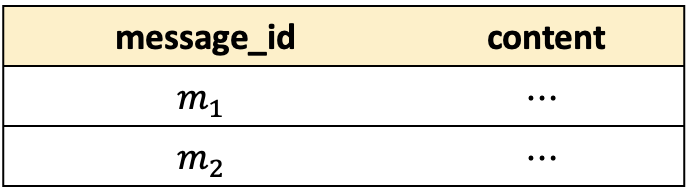 message_id content
m₁ ⋯
m₂ ⋯